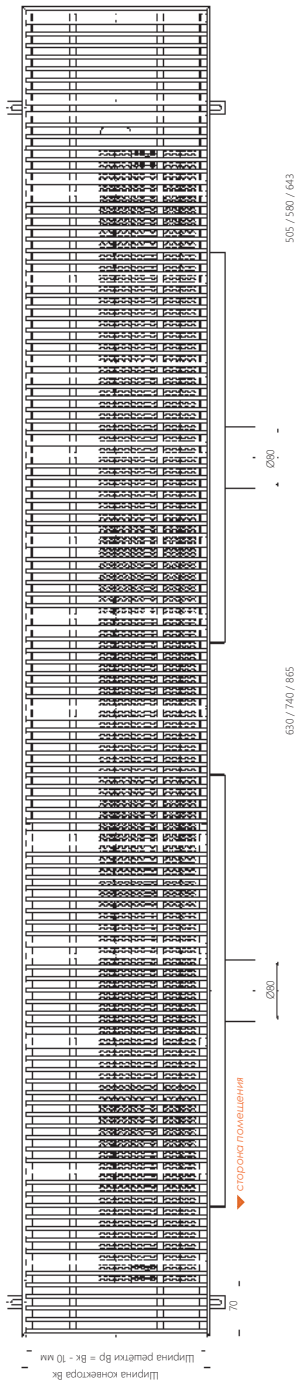 505 / 580 / 643
Ø80
630 / 740 / 865
Ø80
сторона помещения
70
Ширина решётки Вр = Вк - 10 мм
Ширина конвектора Вк